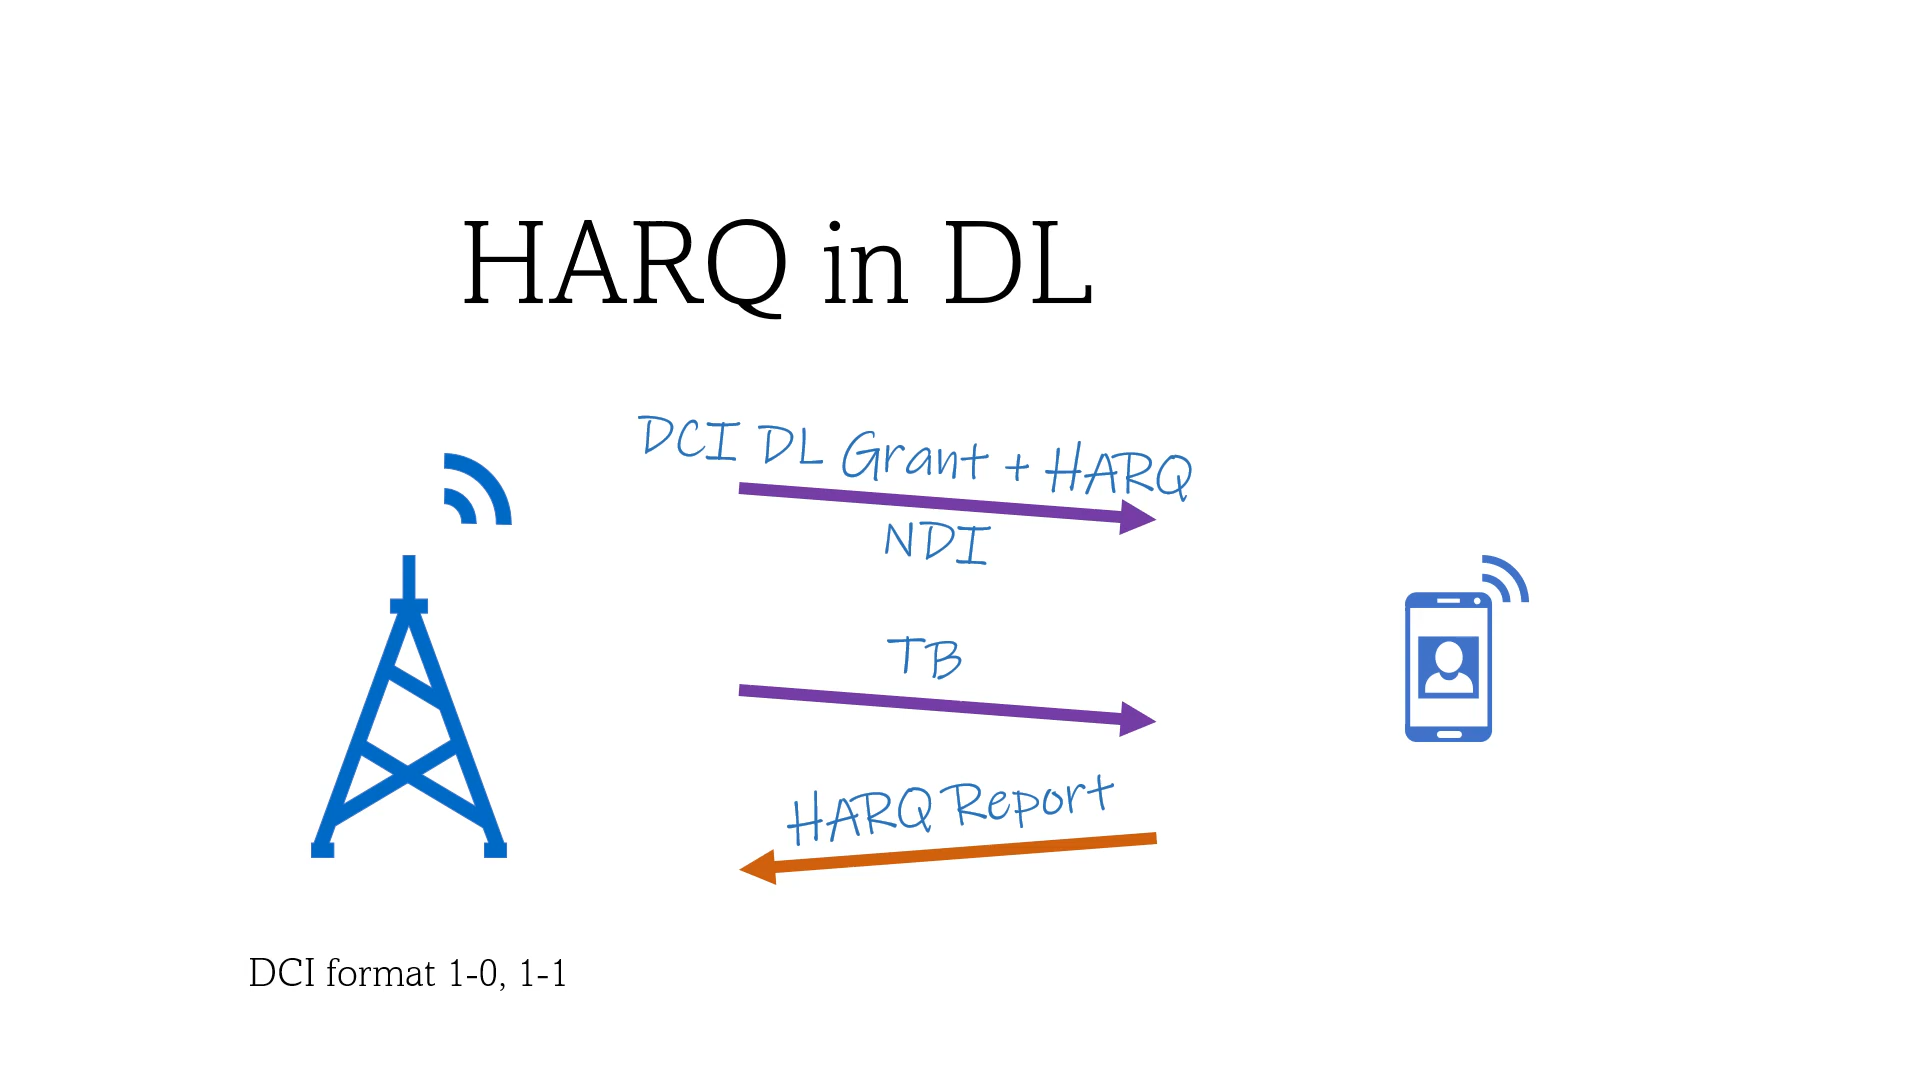 HARQ in DL
DCI DL Grant + HARQ
NDI
TB
HARQ Report
DCI format 1-0, 1-1